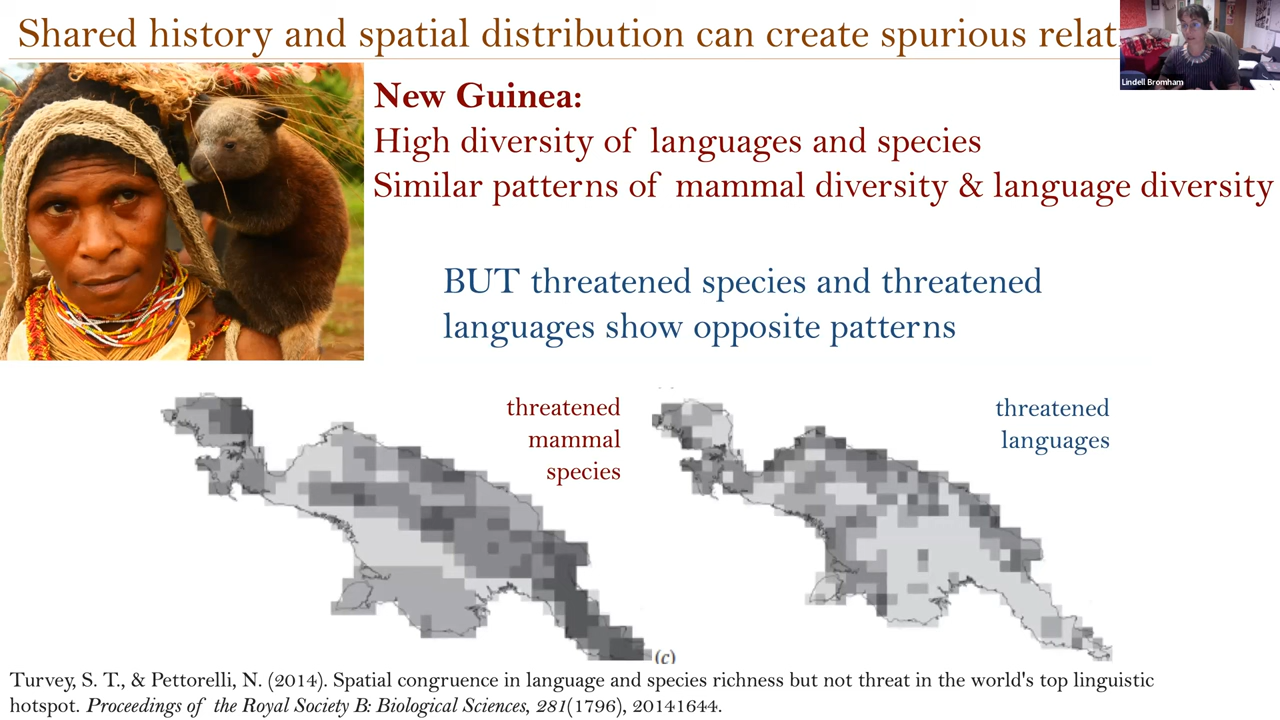 Shared history and spatial distribution can create spurious
Lindell Bromham
New Guinea:
High diversity of languages and species
Similar patterns of mammal diversity & language diversity
BUT threatened species and threatened
languages show opposite patterns
threatened
mammal
species
threatened
languages
(c)
Turvey, S. T., & Pettorelli, N. (2014). Spatial congruence in language and species richness but not threat in the world's top linguistic
hotspot. Proceedings of the Royal Society B: Biological Sciences, 281(1796), 20141644.